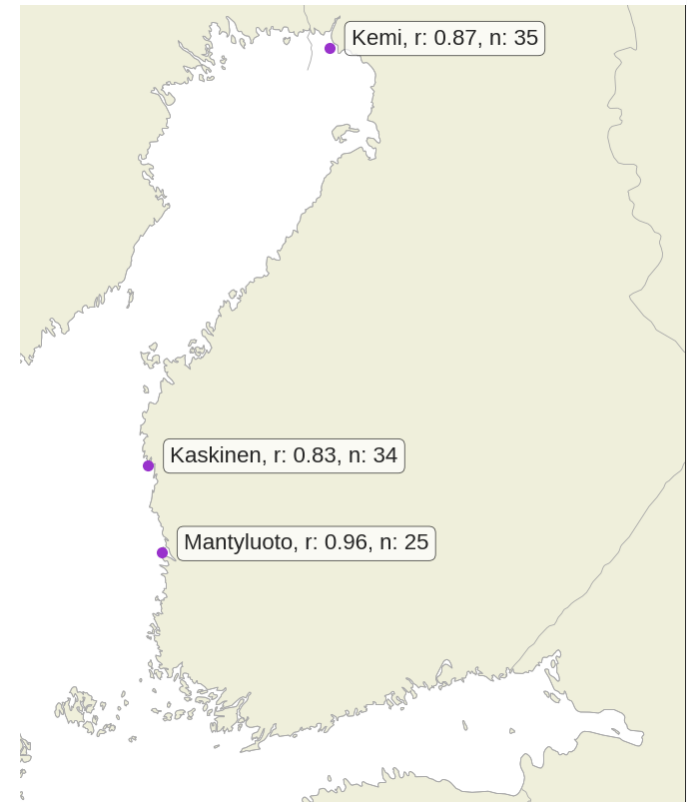 Kemi, r: 0.87, n: 35
Kaskinen, r: 0.83, n: 34
Mantyluoto, r: 0.96, n: 25